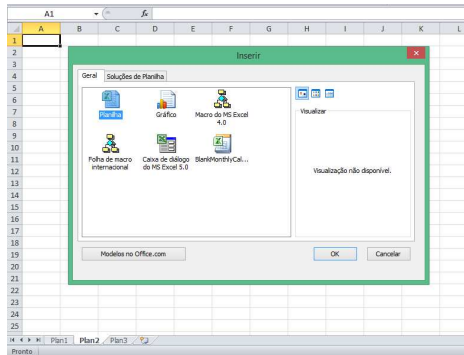 A1 fx
A B C D E F G H I J K L
1
2
3
4
5
6
7
8
9
10
11
12
13
14
15
16
17
18
19
20
21
22
23
24
25
Inserir
Geral Soluções de Planilha
Planilha Gráfico Macro do MS Excel 4.0
Folha de macro internacional Caixa de diálogo do MS Excel 5.0 BlankMonthlyCal...
Visualizar
Visualização não disponível.
Modelos no Office.com OK Cancelar
Plan1 Plan2 Plan3
Pronto